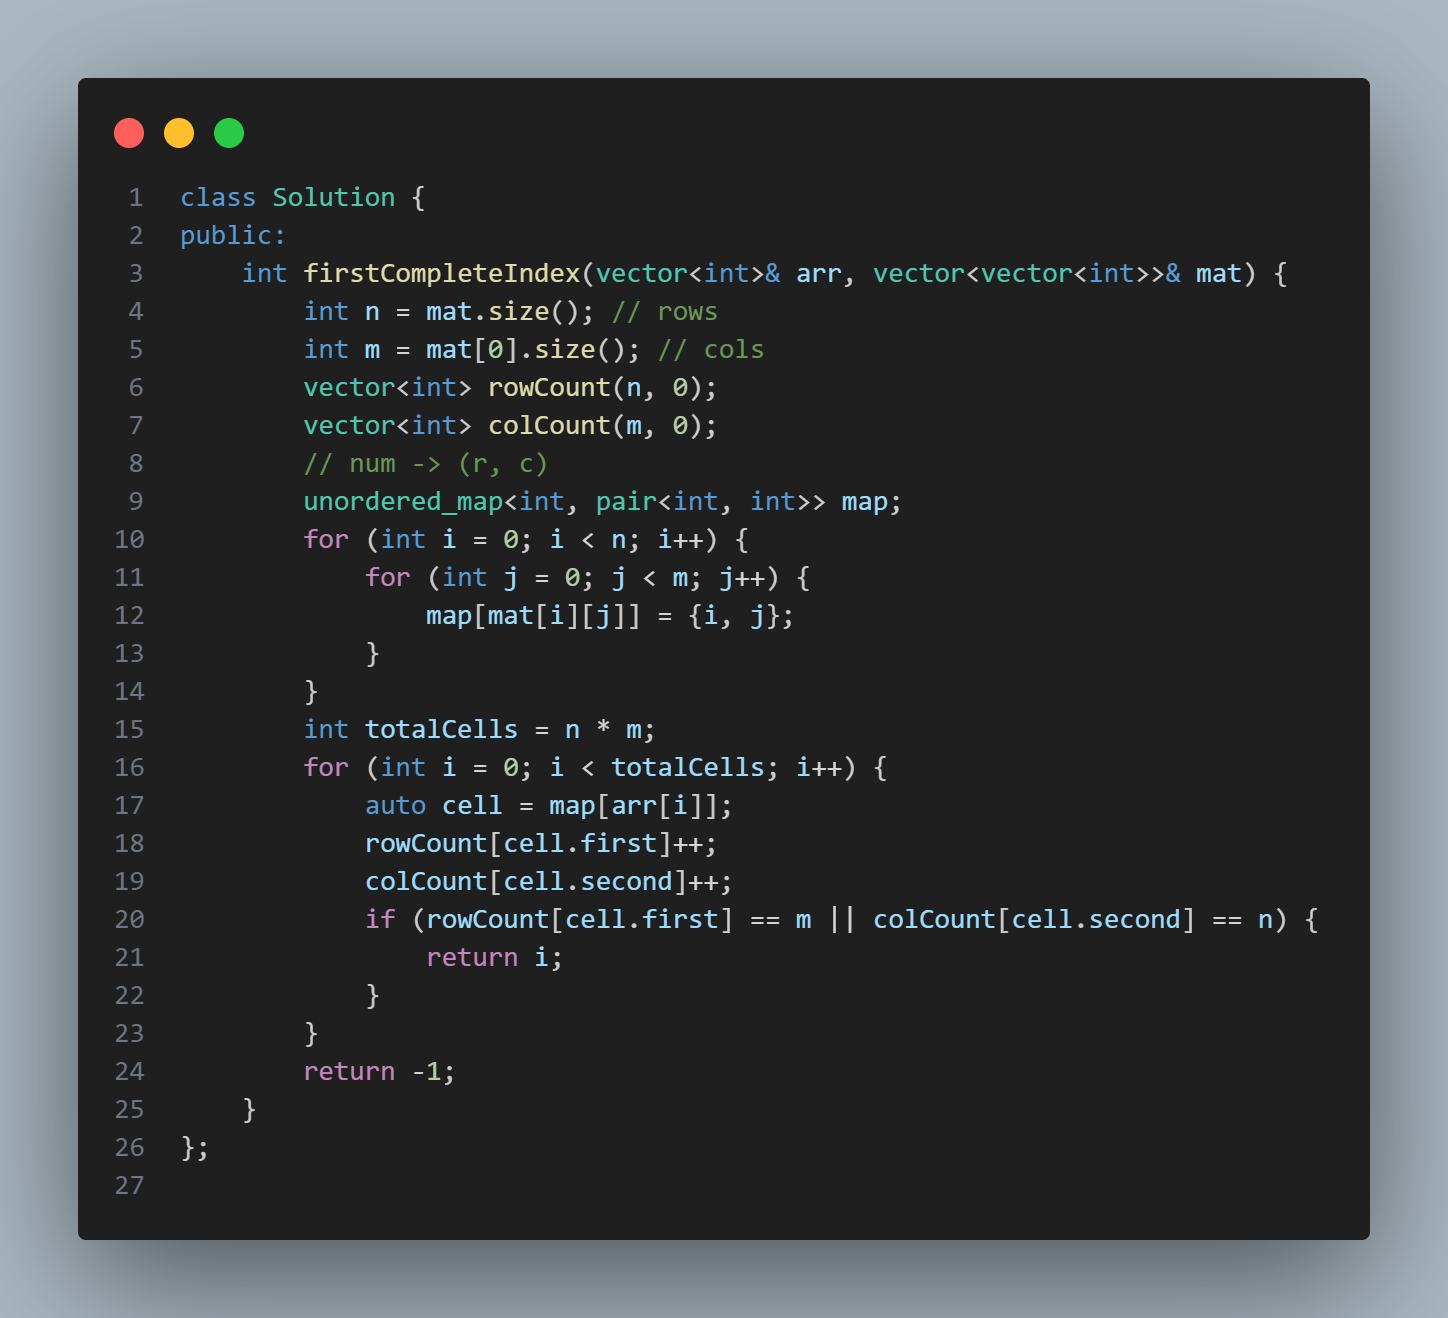 1 class Solution {
2 public:
3     int firstCompleteIndex(vector<int>& arr, vector<vector<int>>& mat) {
4         int n = mat.size(); // rows
5         int m = mat[0].size(); // cols
6         vector<int> rowCount(n, 0);
7         vector<int> colCount(m, 0);
8         // num -> (r, c)
9         unordered_map<int, pair<int, int>> map;
10         for (int i = 0; i < n; i++) {
11             for (int j = 0; j < m; j++) {
12                 map[mat[i][j]] = {i, j};
13             }
14         }
15         int totalCells = n * m;
16         for (int i = 0; i < totalCells; i++) {
17             auto cell = map[arr[i]];
18             rowCount[cell.first]++;
19             colCount[cell.second]++;
20             if (rowCount[cell.first] == m || colCount[cell.second] == n) {
21                 return i;
22             }
23         }
24         return -1;
25     }
26 };
27